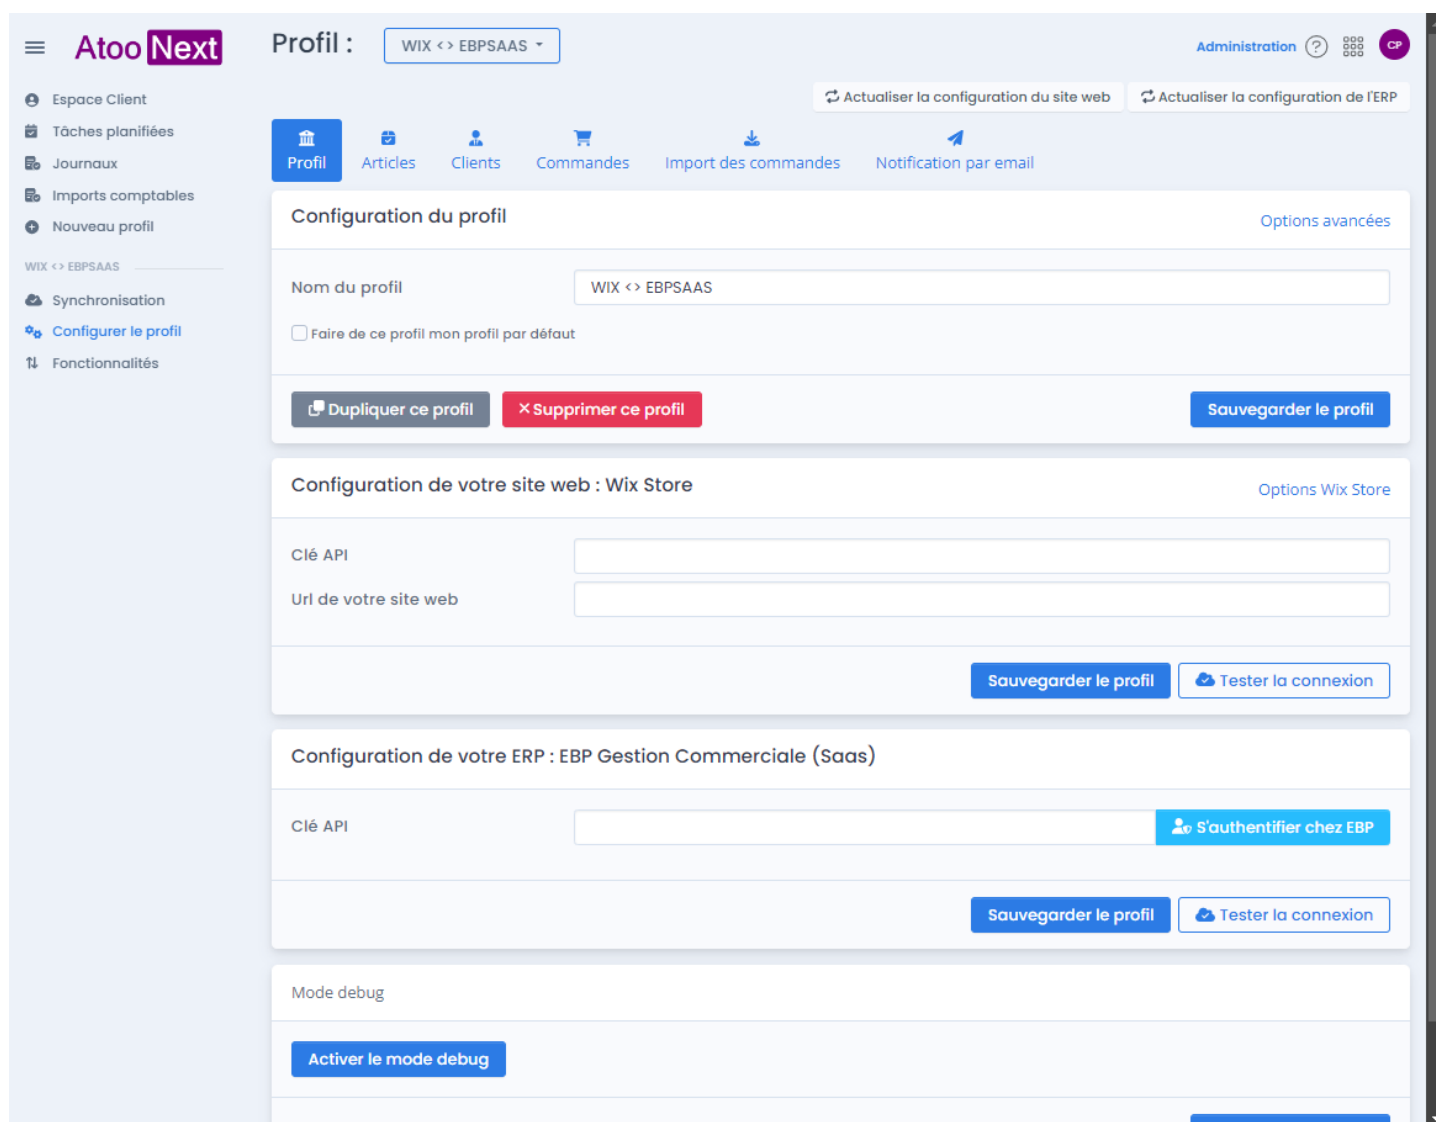 Atoo Next
Profil :
WIX <> EBPSAAS
Administration
?
CP
Espace Client
Tâches planifiées
Journaux
Imports comptables
Nouveau profil
WIX <> EBPSAAS
Synchronisation
Configurer le profil
Fonctionnalités
Actualiser la configuration du site web
Actualiser la configuration de l'ERP
Profil
Articles
Clients
Commandes
Import des commandes
Notification par email
Configuration du profil
Options avancées
Nom du profil
WIX <> EBPSAAS
Faire de ce profil mon profil par défaut
Dupliquer ce profil
Supprimer ce profil
Sauvegarder le profil
Configuration de votre site web : Wix Store
Options Wix Store
Clé API
Url de votre site web
Sauvegarder le profil
Tester la connexion
Configuration de votre ERP : EBP Gestion Commerciale (Saas)
Clé API
S'authentifier chez EBP
Sauvegarder le profil
Tester la connexion
Mode debug
Activer le mode debug